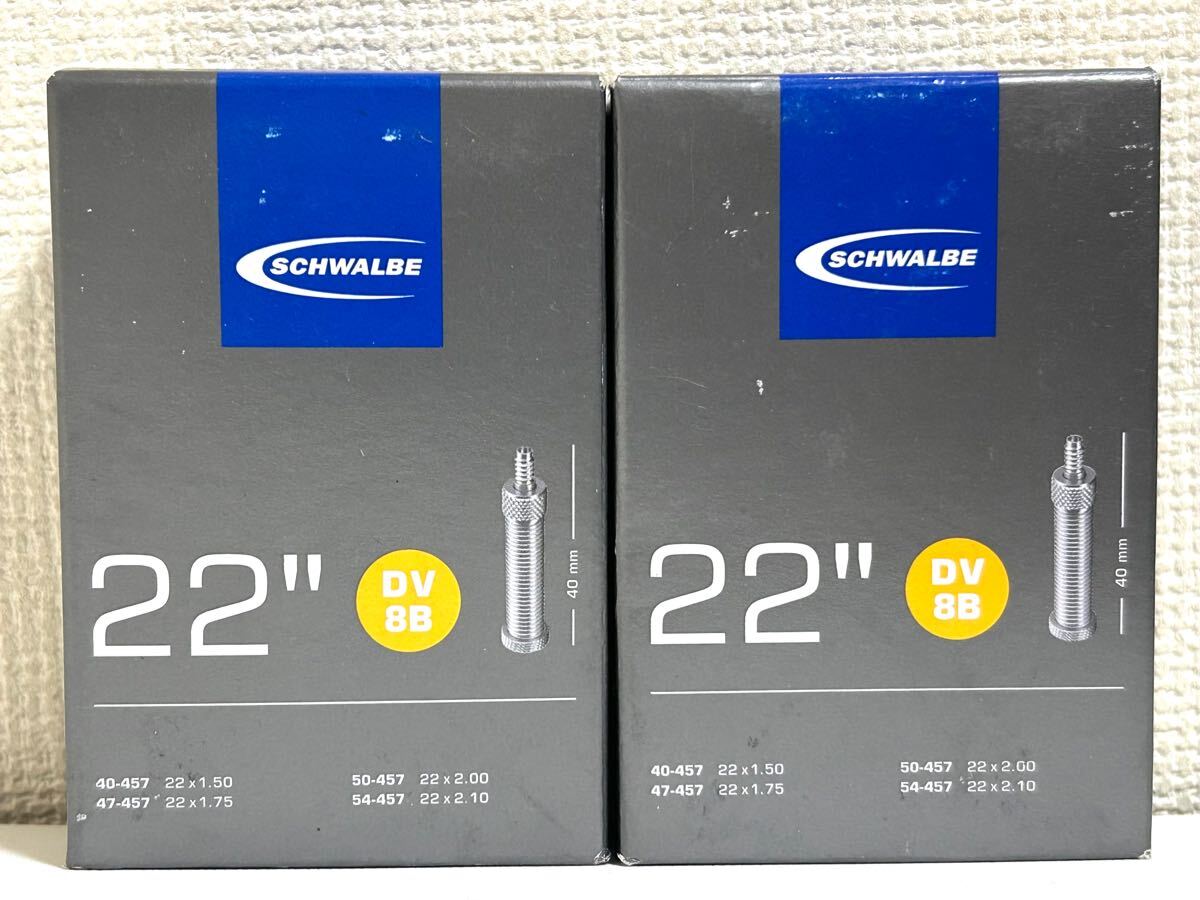 SCHWALBE
22"
DV
8B
40 mm
40-457 22 x 1.50
47-457 22 x 1.75
50-457 22 x 2.00
54-457 22 x 2.10
SCHWALBE
22"
DV
8B
40 mm
40-457 22 x 1.50
47-457 22 x 1.75
50-457 22 x 2.00
54-457 22 x 2.10